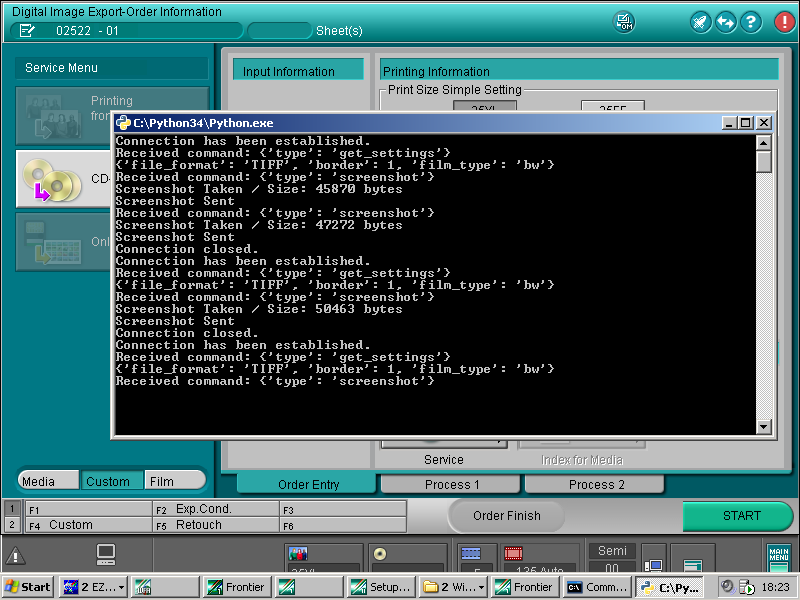 Digital Image Export-Order Information
02522 - 01
Sheet(s)
OM
?
!
Service Menu
Input Information
Printing Information
Print Size Simple Setting
Printing
CD-
C:\Python34\Python.exe
Connection has been established.
Received command: {'type': 'get_settings'}
{'file_format': 'TIFF', 'border': 1, 'film_type': 'bw'}
Received command: {'type': 'screenshot'}
Screenshot Taken / Size: 45870 bytes
Screenshot Sent
Received command: {'type': 'screenshot'}
Screenshot Taken / Size: 47272 bytes
Screenshot Sent
Connection closed.
Connection has been established.
Received command: {'type': 'get_settings'}
{'file_format': 'TIFF', 'border': 1, 'film_type': 'bw'}
Received command: {'type': 'screenshot'}
Screenshot Taken / Size: 50463 bytes
Screenshot Sent
Connection closed.
Connection has been established.
Received command: {'type': 'get_settings'}
{'file_format': 'TIFF', 'border': 1, 'film_type': 'bw'}
Received command: {'type': 'screenshot'}
Service
Index for Media
Media Custom Film
Order Entry Process 1 Process 2
1 F1 F2 Exp.Cond. F3
2 F4 Custom F5 Retouch F6
Order Finish
START
Semi
00
135 Auto
MAIN MENU
Start 2 EZ... Frontier Setup... 2 Wi... Frontier Comm... C:\Py... 18:23